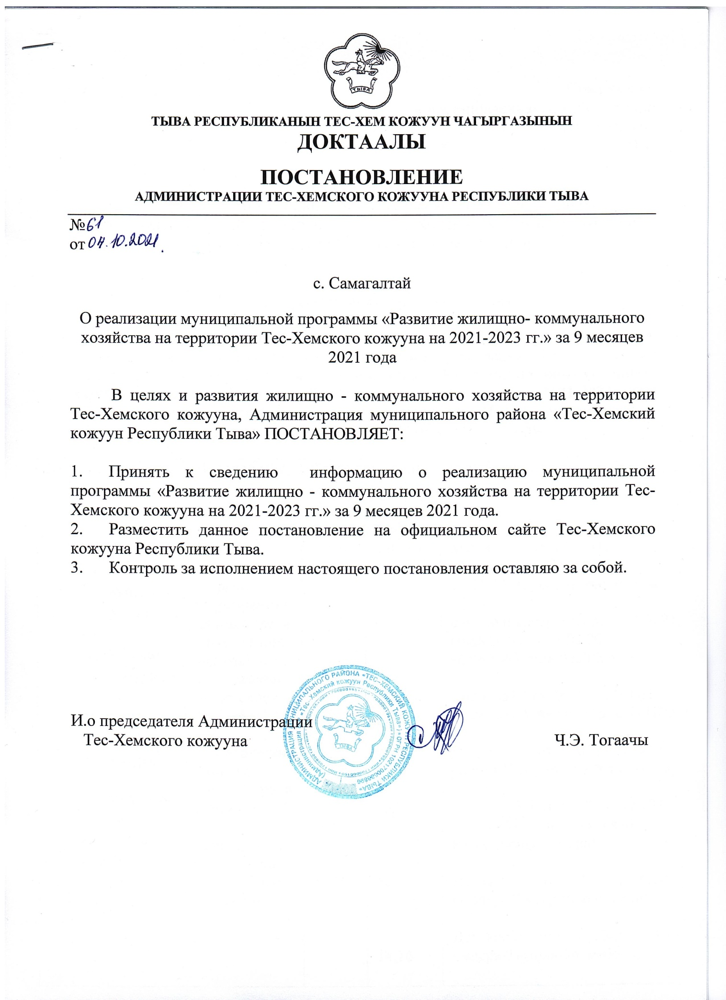 ТЫВА
ТЫВА РЕСПУБЛИКАНЫН ТЕС-ХЕМ КОЖУУН ЧАГЫРГАЗЫНЫН
ДОКТААЛЫ
ПОСТАНОВЛЕНИЕ
АДМИНИСТРАЦИИ ТЕС-ХЕМСКОГО КОЖУУНА РЕСПУБЛИКИ ТЫВА
№61
от 04.10.2021.
с. Самагалтай
О реализации муниципальной программы «Развитие жилищно- коммунального
хозяйства на территории Тес-Хемского кожууна на 2021-2023 гг.» за 9 месяцев
2021 года
В целях и развития жилищно - коммунального хозяйства на территории
Тес-Хемского кожууна, Администрация муниципального района «Тес-Хемский
кожуун Республики Тыва» ПОСТАНОВЛЯЕТ:
1. Принять к сведению информацию о реализацию муниципальной
программы «Развитие жилищно - коммунального хозяйства на территории Тес-
Хемского кожууна на 2021-2023 гг.» за 9 месяцев 2021 года.
2. Разместить данное постановление на официальном сайте Тес-Хемского
кожууна Республики Тыва.
3. Контроль за исполнением настоящего постановления оставляю за собой.
И.о председателя Администрации
Тес-Хемского кожууна Ч.Э. Тогаачы
АДМИНИСТРАЦИЯ МУНИЦИПАЛЬНОГО РАЙОНА «ТЕС-ХЕМСКИЙ КОЖУУН РЕСПУБЛИКИ ТЫВА»
(Администрация «Тес-Хемский кожуун Республики Тыва»)
ТЫВА